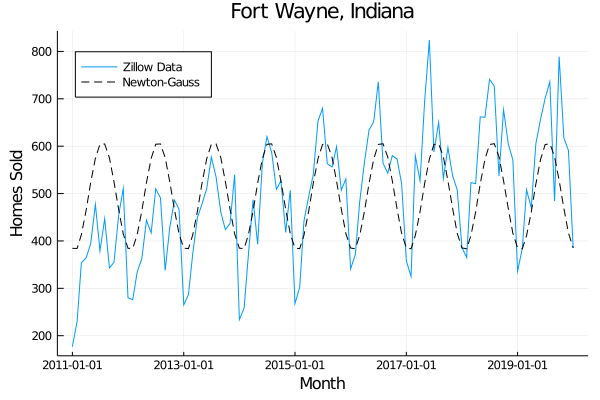 Fort Wayne, Indiana
800
700
600
500
400
300
200
Homes Sold
Zillow Data
Newton-Gauss
2011-01-01 2013-01-01 2015-01-01 2017-01-01 2019-01-01
Month